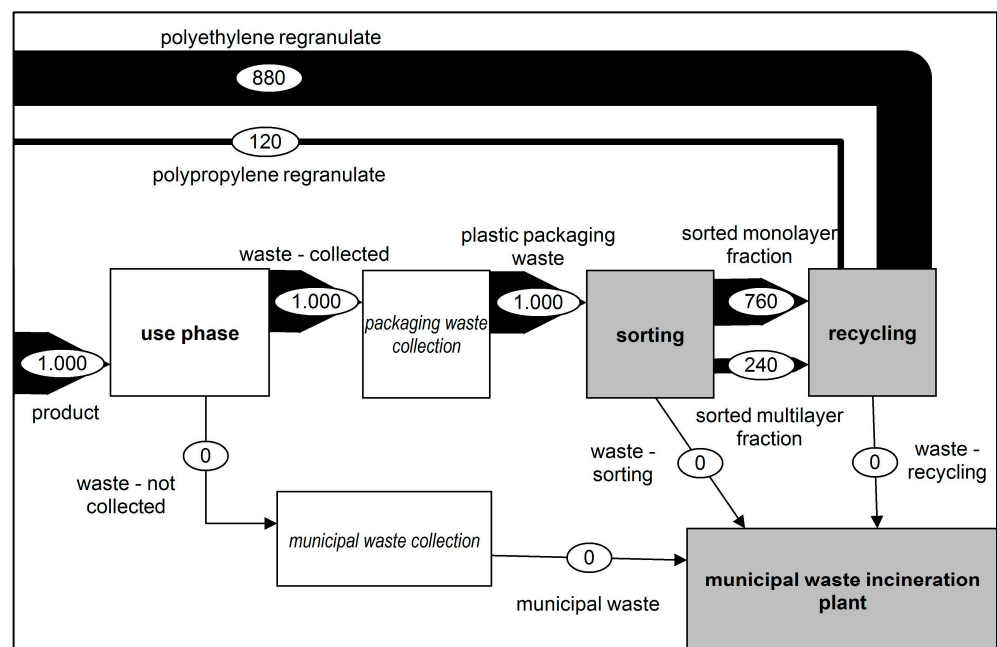 polyethylene regranulate
880
120
polypropylene regranulate
waste - collected
1.000
plastic packaging
waste
1.000
sorted monolayer
fraction
760
use phase
packaging waste
collection
sorting
recycling
1.000
product
240
sorted multilayer
fraction
0
waste - not
collected
waste -
sorting
0
0
waste -
recycling
municipal waste collection
0
municipal waste
municipal waste incineration
plant